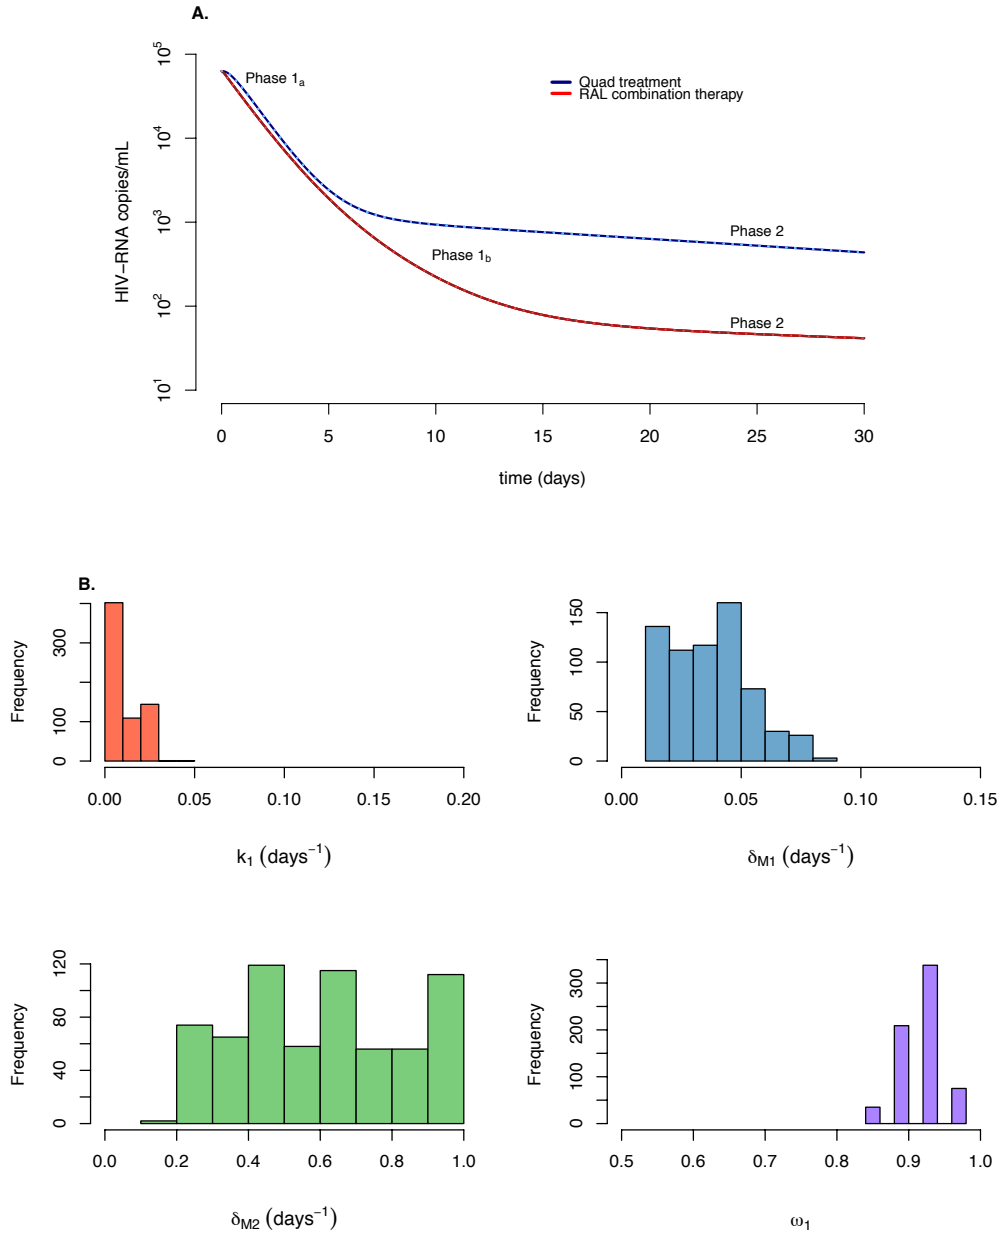 A.
Phase 1a
Quad treatment
RAL combination therapy
Phase 1b
Phase 2
Phase 2
HIV−RNA copies/mL
10^5
10^4
10^3
10^2
10^1
0 5 10 15 20 25 30
time (days)
B.
Frequency
300
100
0
0.00 0.05 0.10 0.15 0.20
k1 (days−1)
Frequency
150
100
50
0
0.00 0.05 0.10 0.15
δM1 (days−1)
Frequency
120
80
40
0
0.0 0.2 0.4 0.6 0.8 1.0
δM2 (days−1)
Frequency
300
200
100
0
0.5 0.6 0.7 0.8 0.9 1.0
ω1